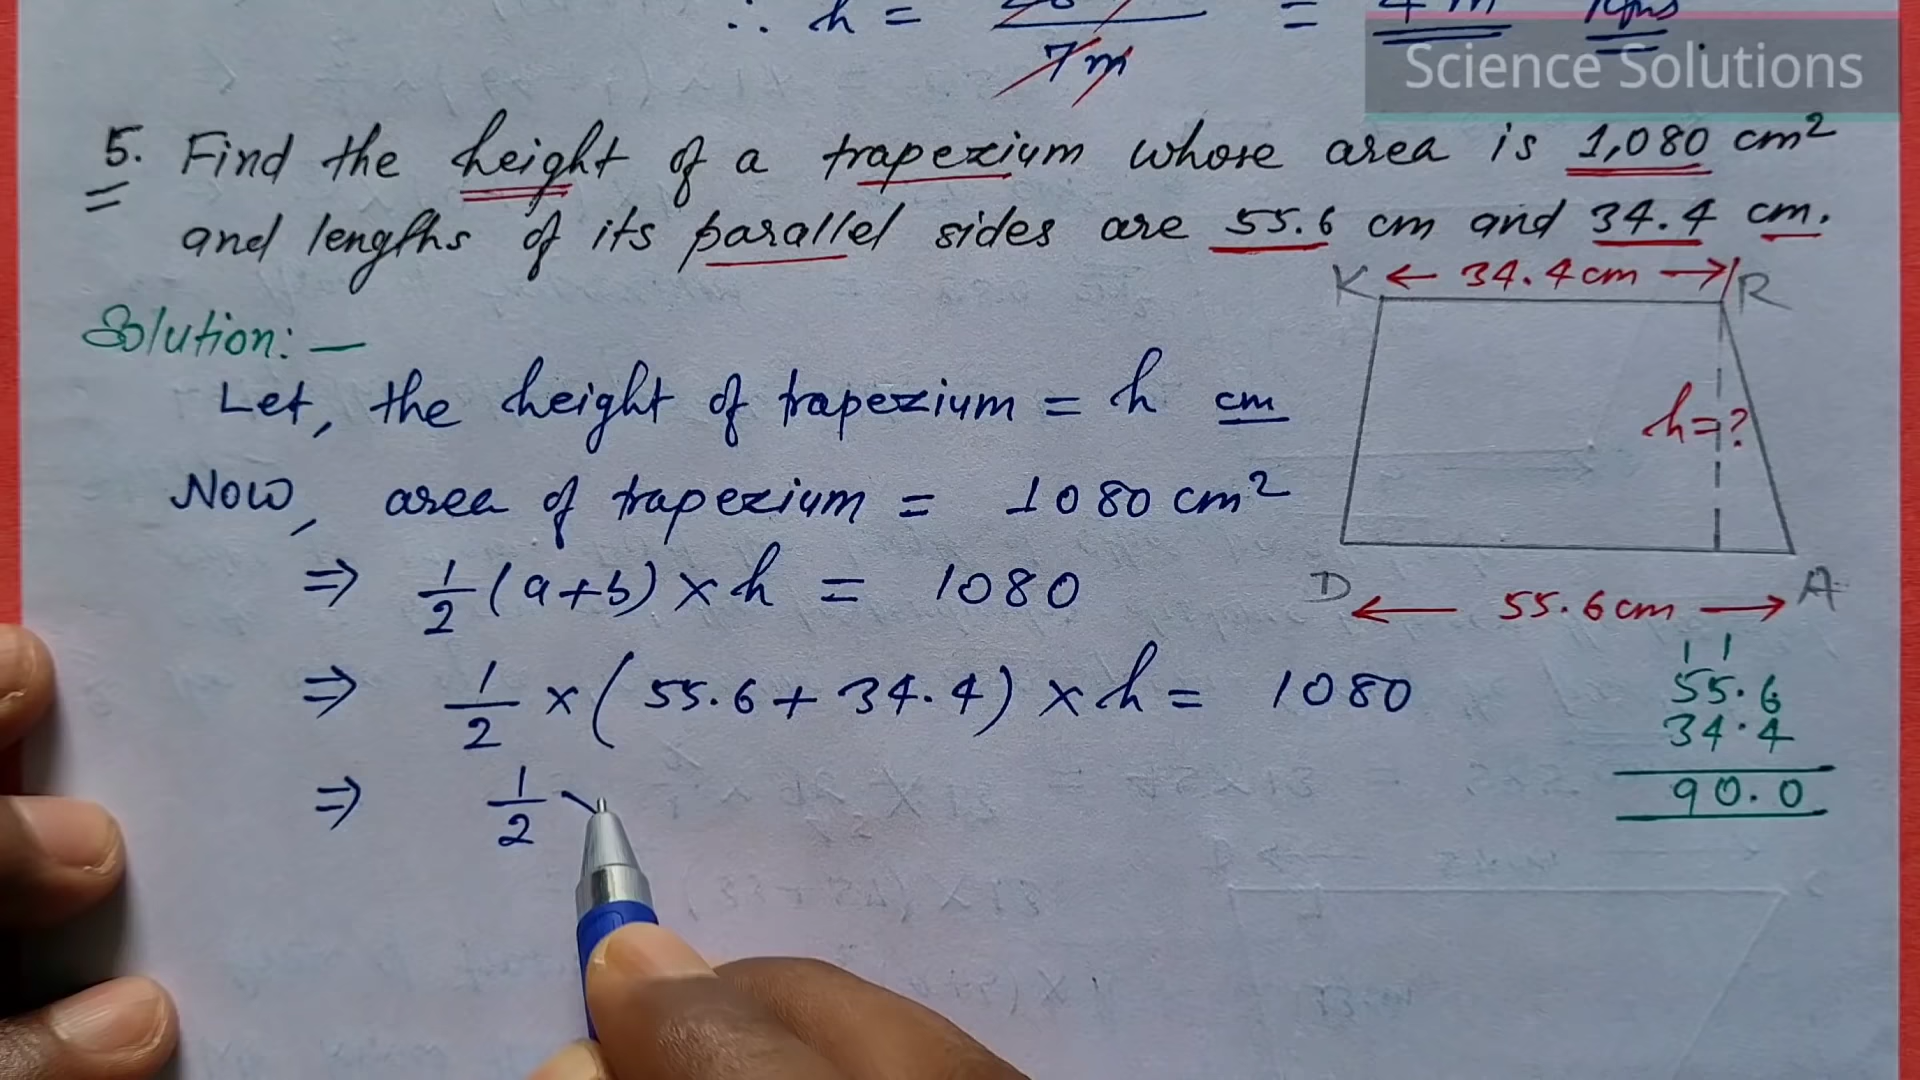 ∴ h = 7m =
Science Solutions
5. Find the height of a trapezium whose area is 1,080 cm²
and lengths of its parallel sides are 55.6 cm and 34.4 cm.
K ← 34.4cm → R
Solution:—
Let, the height of trapezium = h cm
h=?
Now, area of trapezium = 1080 cm²
⇒ 1/2 (a+b) × h = 1080
D A
← 55.6cm →
⇒ 1/2 × (55.6 + 34.4) × h = 1080
1 1
55.6
34.4
90.0
⇒ 1/2